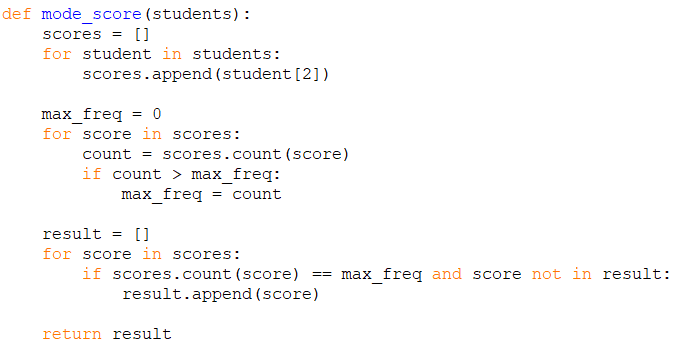 def mode_score(students):
    scores = []
    for student in students:
        scores.append(student[2])

    max_freq = 0
    for score in scores:
        count = scores.count(score)
        if count > max_freq:
            max_freq = count

    result = []
    for score in scores:
        if scores.count(score) == max_freq and score not in result:
            result.append(score)

    return result